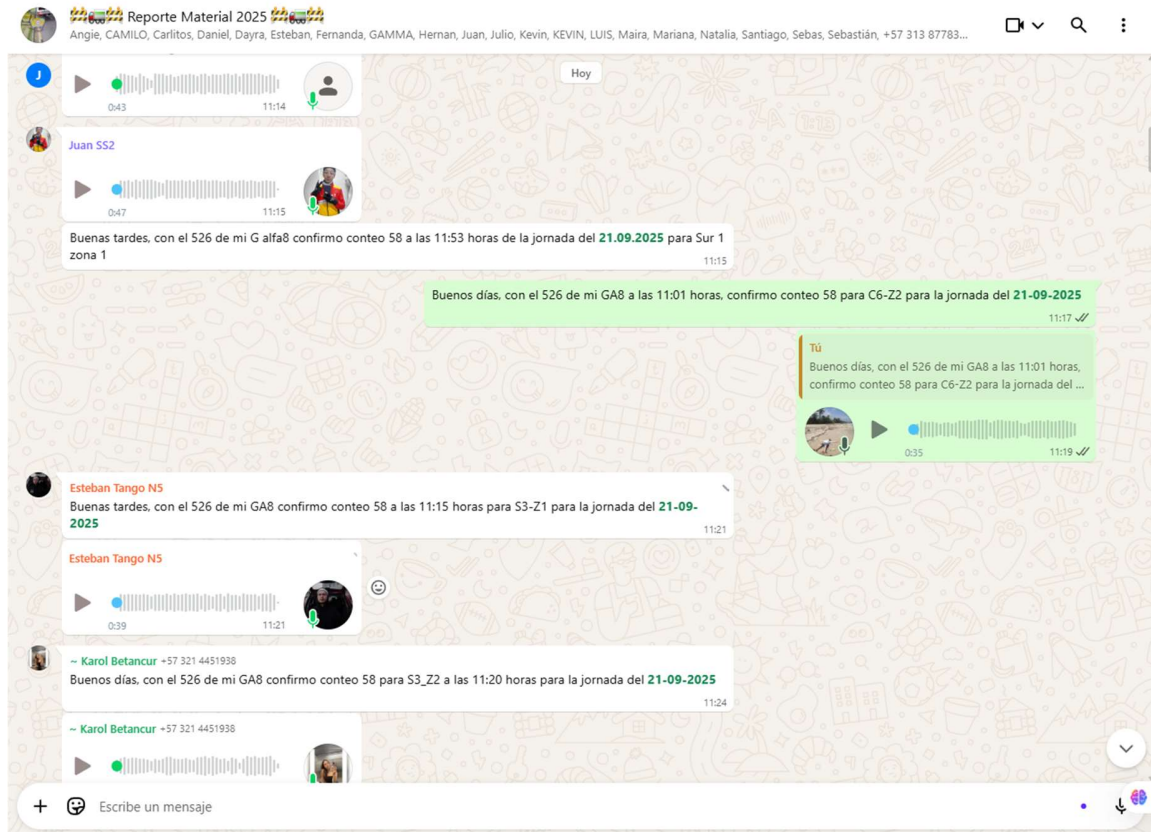 🚧🚛🚧 Reporte Material 2025 🚧🚛🚧
Angie, CAMILO, Carlitos, Daniel, Dayra, Esteban, Fernanda, GAMMA, Hernan, Juan, Julio, Kevin, KEVIN, LUIS, Maira, Mariana, Natalia, Santiago, Sebas, Sebastián, +57 313 87783...
Hoy
J
0:43 11:14
Juan SS2
0:47 11:15
Buenas tardes, con el 526 de mi G alfa8 confirmo conteo 58 a las 11:53 horas de la jornada del 21.09.2025 para Sur 1
zona 1
11:15
Buenos días, con el 526 de mi GA8 a las 11:01 horas, confirmo conteo 58 para C6-Z2 para la jornada del 21-09-2025
11:17
Tú
Buenos días, con el 526 de mi GA8 a las 11:01 horas,
confirmo conteo 58 para C6-Z2 para la jornada del ...
0:35 11:19
Esteban Tango N5
Buenas tardes, con el 526 de mi GA8 confirmo conteo 58 a las 11:15 horas para S3-Z1 para la jornada del 21-09-
2025
11:21
Esteban Tango N5
0:39 11:21
~ Karol Betancur +57 321 4451938
Buenos días, con el 526 de mi GA8 confirmo conteo 58 para S3_Z2 a las 11:20 horas para la jornada del 21-09-2025
11:24
~ Karol Betancur +57 321 4451938
Escribe un mensaje